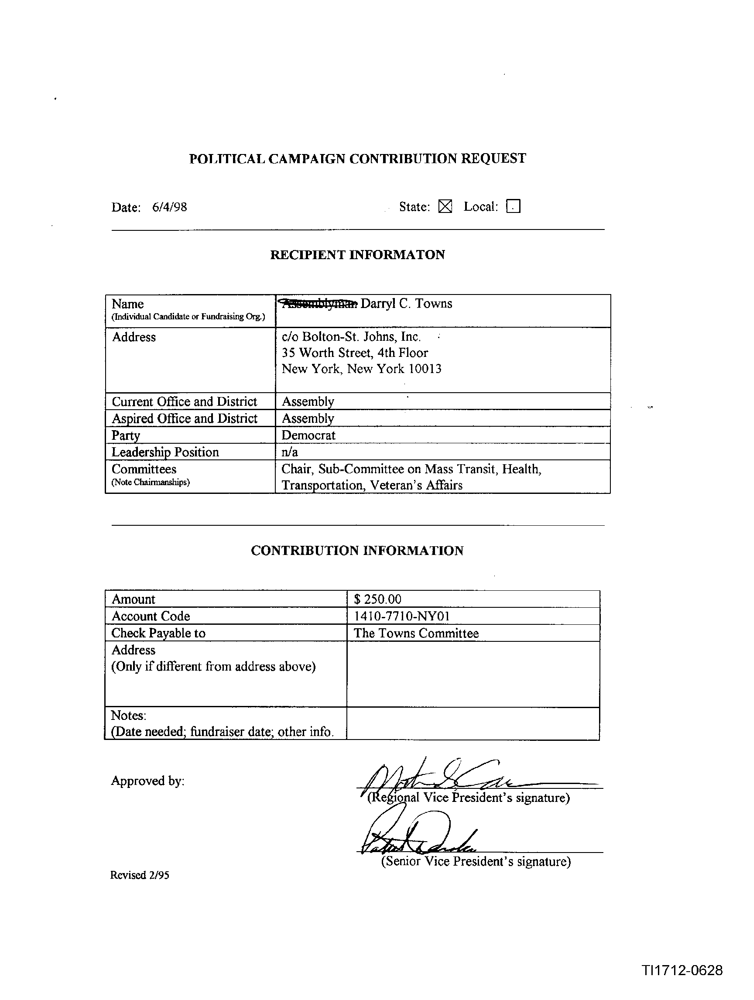 POLITICAL CAMPAIGN CONTRIBUTION REQUEST
Date: 6/4/98 State: ☒ Local: ☐
RECIPIENT INFORMATON
Name Assemblyman Darryl C. Towns
(Individual Candidate or Fundraising Org.)
Address c/o Bolton-St. Johns, Inc.
35 Worth Street, 4th Floor
New York, New York 10013
Current Office and District Assembly
Aspired Office and District Assembly
Party Democrat
Leadership Position n/a
Committees Chair, Sub-Committee on Mass Transit, Health,
(Note Chairmanships) Transportation, Veteran's Affairs
CONTRIBUTION INFORMATION
Amount $ 250.00
Account Code 1410-7710-NY01
Check Payable to The Towns Committee
Address
(Only if different from address above)
Notes:
(Date needed; fundraiser date; other info.
Approved by:
(Regional Vice President's signature)
(Senior Vice President's signature)
Revised 2/95
TI1712-0628